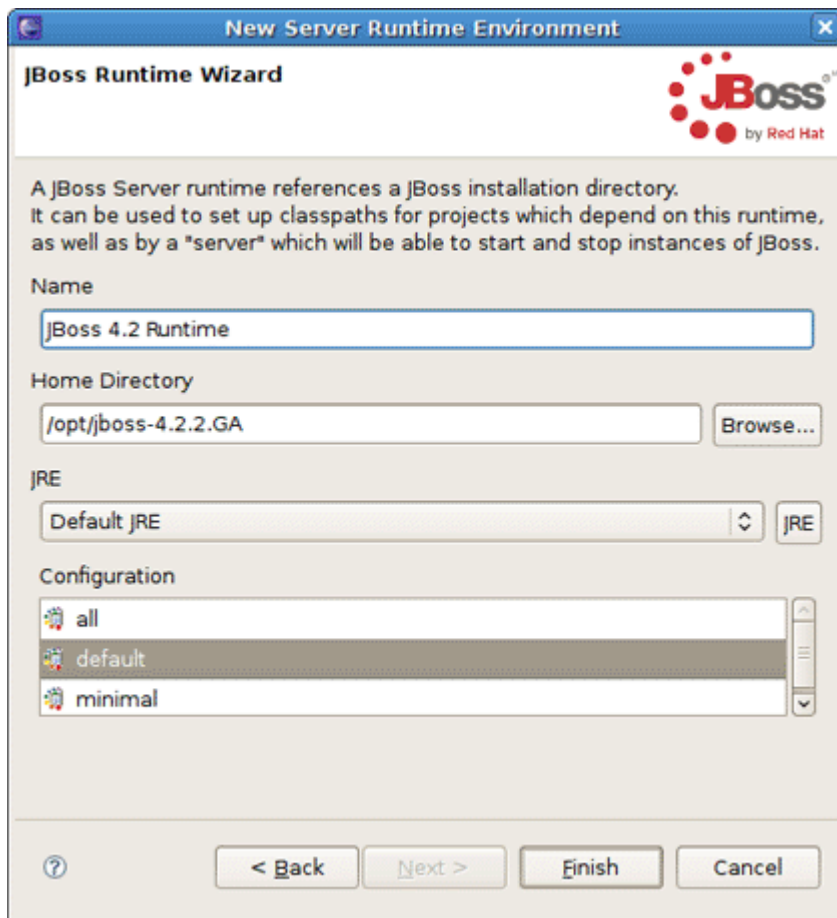 New Server Runtime Environment
JBoss Runtime Wizard
JBoss
by Red Hat
A JBoss Server runtime references a JBoss installation directory.
It can be used to set up classpaths for projects which depend on this runtime,
as well as by a "server" which will be able to start and stop instances of JBoss.
Name
JBoss 4.2 Runtime
Home Directory
/opt/jboss-4.2.2.GA
Browse...
JRE
Default JRE
JRE
Configuration
all
default
minimal
? < Back Next > Finish Cancel